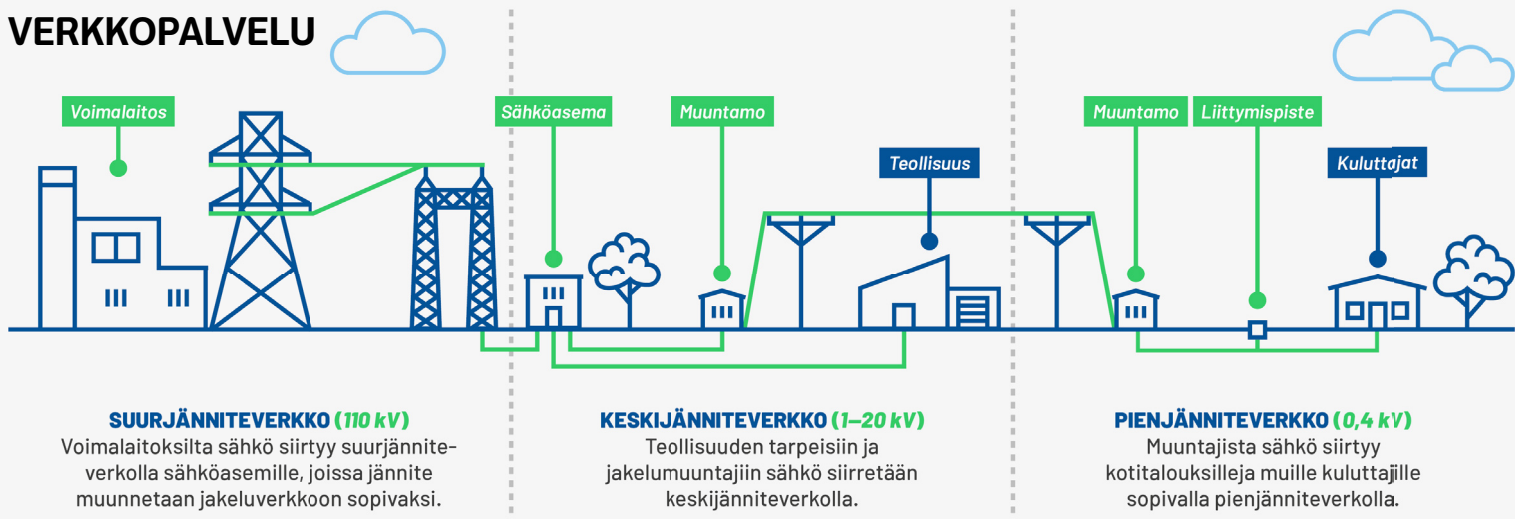 VERKKOPALVELU
Voimalaitos
Sähköasema
Muuntamo
Teollisuus
Muuntamo
Liittymispiste
Kuluttajat
SUURJÄNNITEVERKKO (110 kV)
Voimalaitoksilta sähkö siirtyy suurjännite-
verkolla sähköasemille, joissa jännite
muunnetaan jakeluverkkoon sopivaksi.
KESKIJÄNNITEVERKKO (1–20 kV)
Teollisuuden tarpeisiin ja
jakelumuuntajiin sähkö siirretään
keskijänniteverkolla.
PIENJÄNNITEVERKKO (0,4 kV)
Muuntajista sähkö siirtyy
kotitalouksilleja muille kuluttajille
sopivalla pienjänniteverkolla.